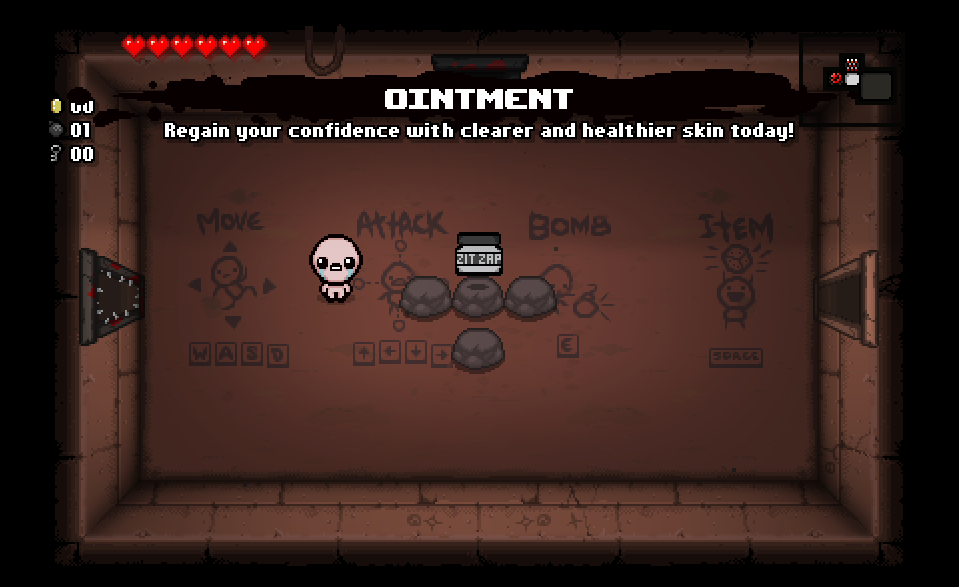 OINTMENT
Regain your confidence with clearer and healthier skin today!
01
00
MOVE
ATTACK
BOMB
ITEM
ZIT ZAP
W A S D
↑ ← ↓ →
E
SPACE